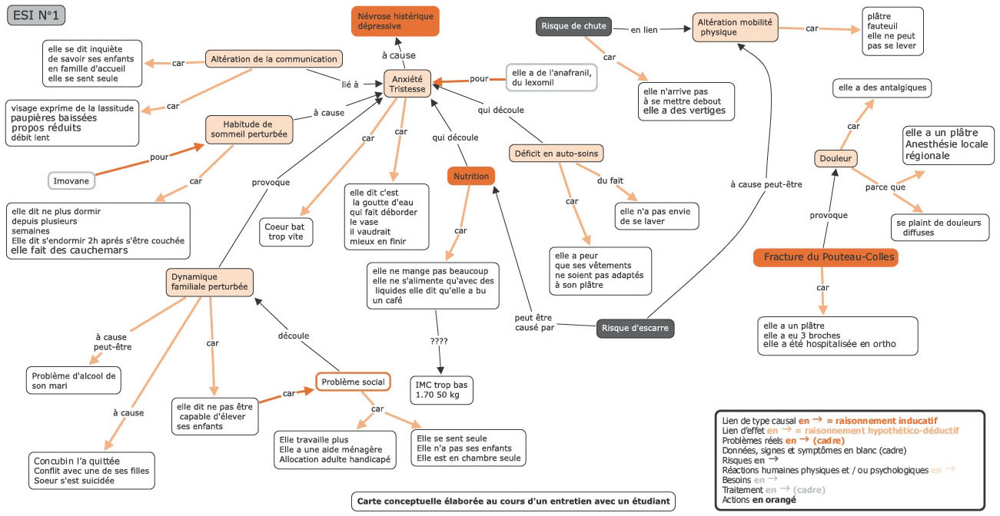 ESI N°1
Névrose histérique
dépressive
Risque de chute
en lien
Altération mobilité
physique
car
plâtre
fauteuil
elle ne peut
pas se lever
elle se dit inquiète
de savoir ses enfants
en famille d'accueil
elle se sent seule
car
Altération de la communication
à cause
lié à
Anxiété
Tristesse
pour
elle a de l'anafranil,
du lexomil
car
elle n'arrive pas
à se mettre debout
elle a des vertiges
elle a des antalgiques
visage exprime de la lassitude
paupières baissées
propos réduits
débit lent
car
à cause
Habitude de
sommeil perturbée
pour
Imovane
car
elle dit ne plus dormir
depuis plusieurs
semaines
Elle dit s'endormir 2h aprés s'être couchée
elle fait des cauchemars
provoque
car
Coeur bat
trop vite
car
elle dit c'est
la goutte d'eau
qui fait déborder
le vase
il vaudrait
mieux en finir
qui découle
Nutrition
qui découle
Déficit en auto-soins
du fait
elle n'a pas envie
de se laver
car
elle a peur
que ses vêtements
ne soient pas adaptés
à son plâtre
à cause peut-être
car
Douleur
elle a un plâtre
Anesthésie locale
régionale
parce que
se plaint de douleurs
diffuses
provoque
Fracture du Pouteau-Colles
car
elle a un plâtre
elle a eu 3 broches
elle a été hospitalisée en ortho
car
elle ne mange pas beaucoup
elle ne s'alimente qu'avec des
liquides elle dit qu'elle a bu
un café
????
IMC trop bas
1.70 50 kg
peut être
causé par
Risque d'escarre
Dynamique
familiale perturbée
à cause
peut-être
Problème d'alcool de
son mari
à cause
Concubin l'a quittée
Conflit avec une de ses filles
Soeur s'est suicidée
car
elle dit ne pas être
capable d'élever
ses enfants
car
découle
Problème social
car
Elle travaille plus
Elle a une aide ménagère
Allocation adulte handicapé
Elle se sent seule
Elle n'a pas ses enfants
Elle est en chambre seule
Lien de type causal en → = raisonnement inducatif
Lien d'effet en → = raisonnement hypothético-déductif
Problèmes réels en → (cadre)
Données, signes et symptômes en blanc (cadre)
Risques en →
Réactions humaines physiques et / ou psychologiques en →
Besoins en →
Traitement en → (cadre)
Actions en orangé
Carte conceptuelle élaborée au cours d'un entretien avec un étudiant